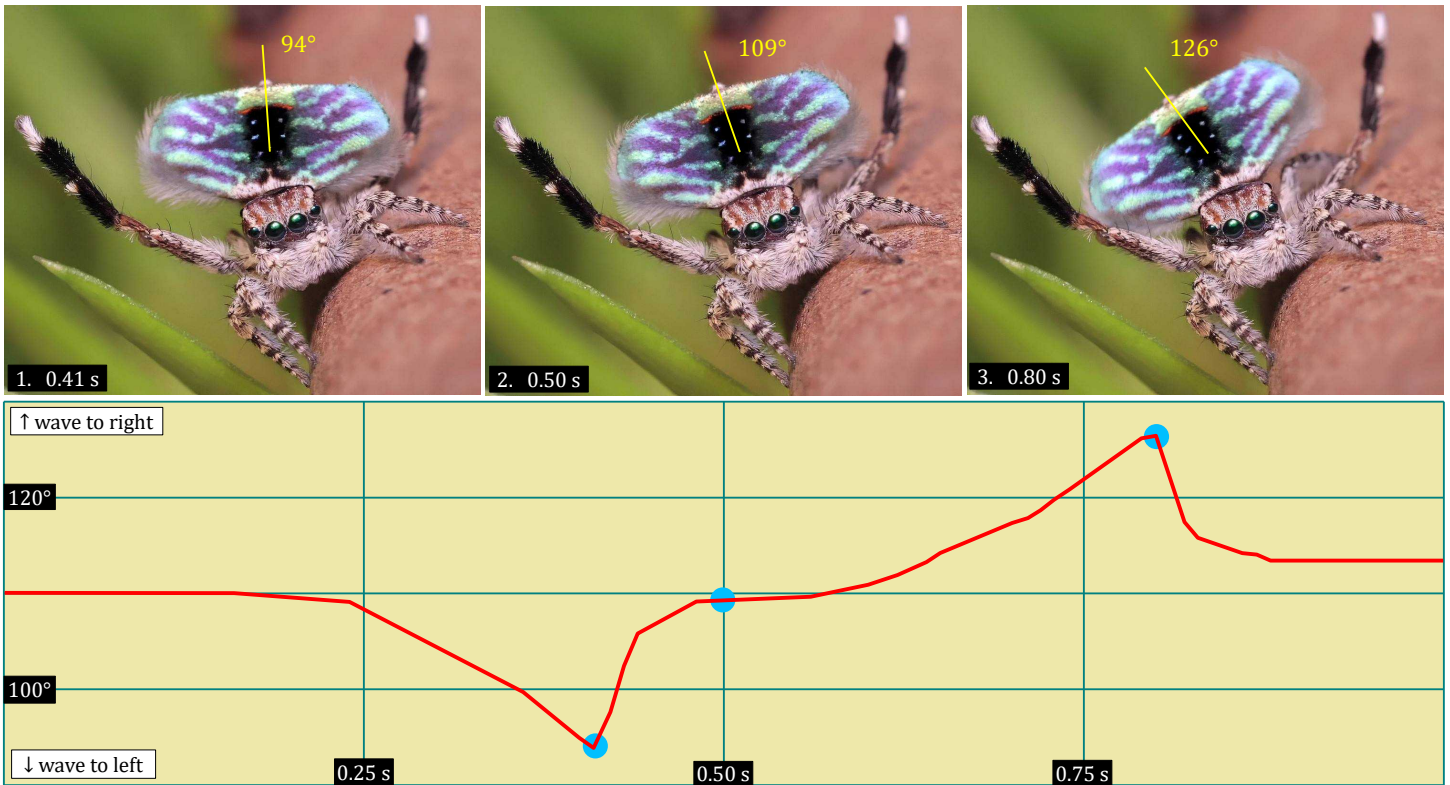 94°
109°
126°
1. 0.41 s
2. 0.50 s
3. 0.80 s
↑ wave to right
120°
100°
↓ wave to left
0.25 s
0.50 s
0.75 s